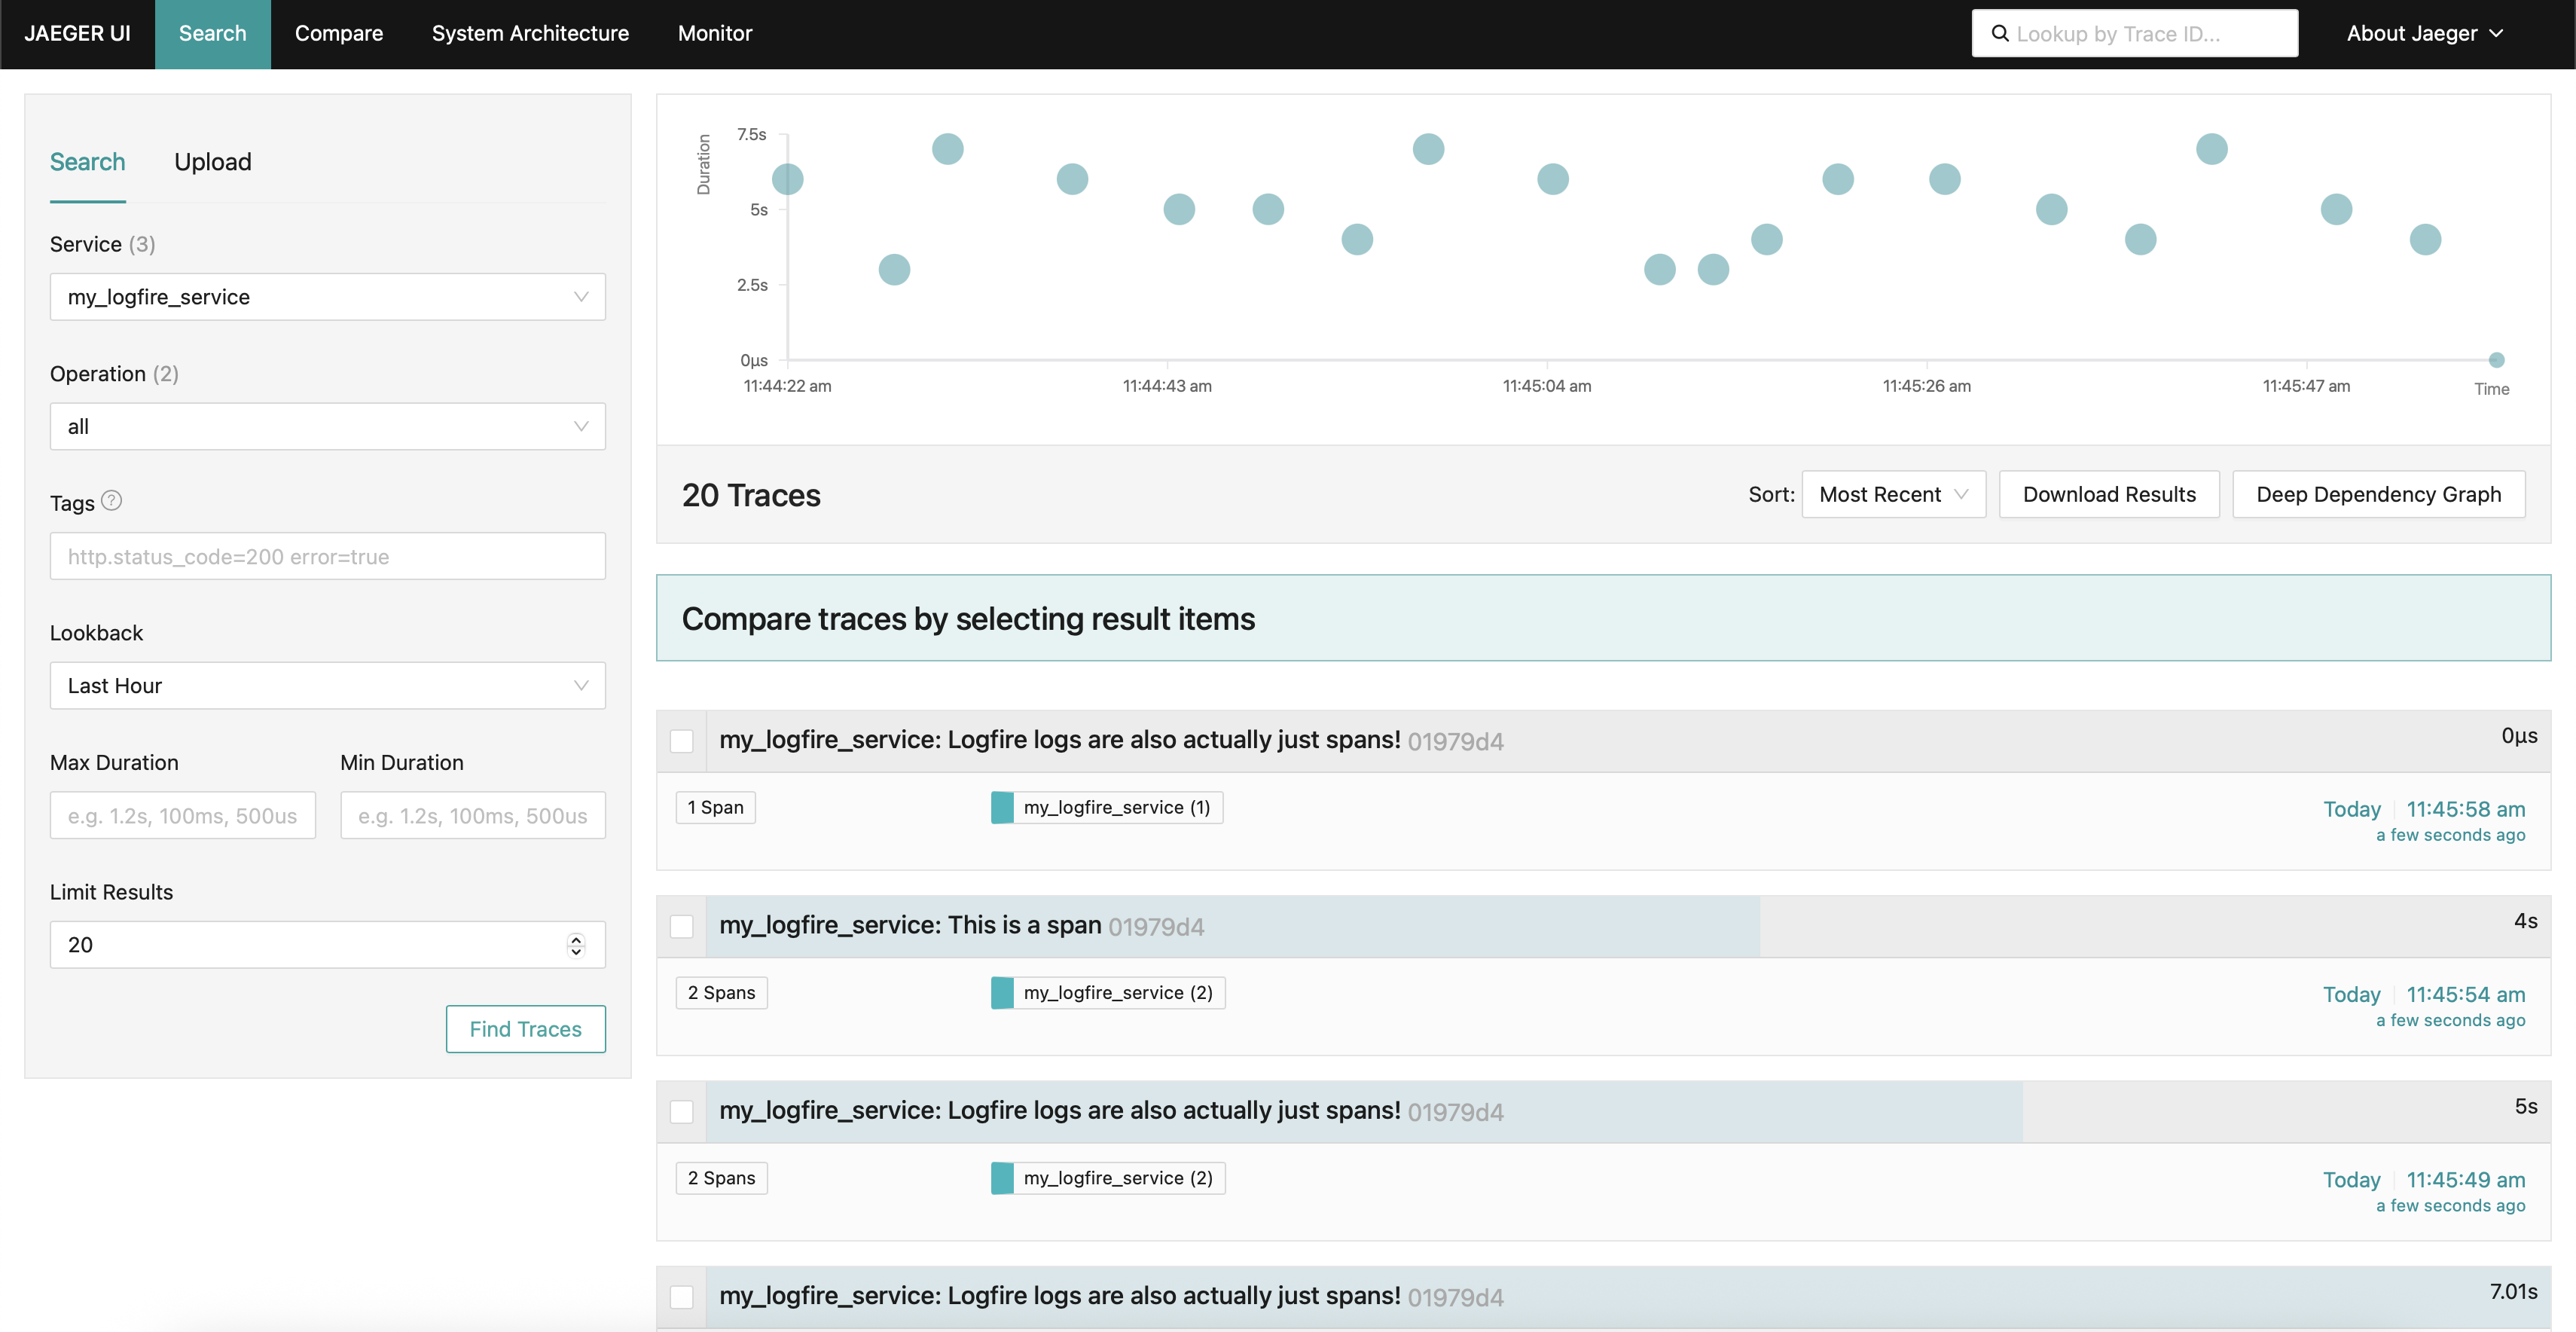 JAEGER UI Search Compare System Architecture Monitor Lookup by Trace ID... About Jaeger
Search Upload
Service (3)
my_logfire_service
Operation (2)
all
Tags ?
http.status_code=200 error=true
Lookback
Last Hour
Max Duration Min Duration
e.g. 1.2s, 100ms, 500us e.g. 1.2s, 100ms, 500us
Limit Results
20
Find Traces
Duration
7.5s
5s
2.5s
0μs
11:44:22 am 11:44:43 am 11:45:04 am 11:45:26 am 11:45:47 am
Time
20 Traces Sort: Most Recent Download Results Deep Dependency Graph
Compare traces by selecting result items
my_logfire_service: Logfire logs are also actually just spans! 01979d4 0μs
1 Span my_logfire_service (1) Today 11:45:58 am
a few seconds ago
my_logfire_service: This is a span 01979d4 4s
2 Spans my_logfire_service (2) Today 11:45:54 am
a few seconds ago
my_logfire_service: Logfire logs are also actually just spans! 01979d4 5s
2 Spans my_logfire_service (2) Today 11:45:49 am
a few seconds ago
my_logfire_service: Logfire logs are also actually just spans! 01979d4 7.01s